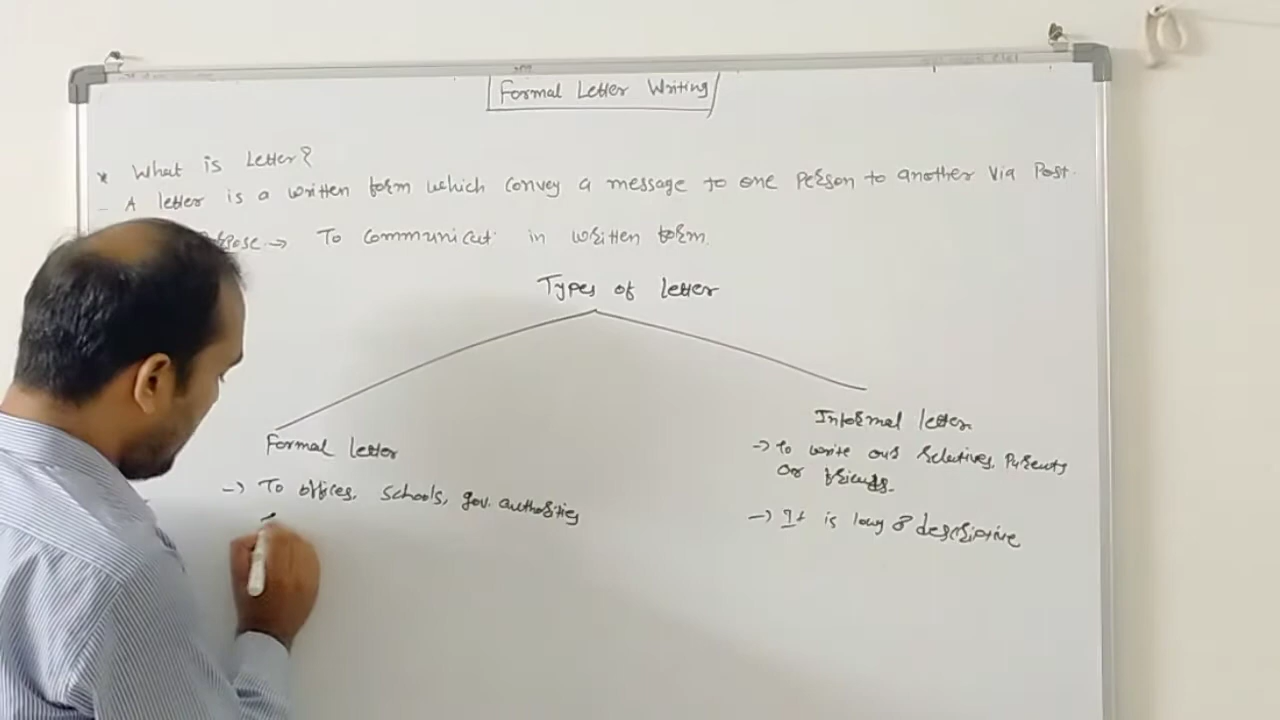 Formal Letter Writing
* What is Letter?
- A letter is a written form which convey a message to one person to another via Post.
→ To communicat in written form.
Types of letter
Formal letter
Informal letter
→ To offices, schools, gov. authorities
→ To write our relatives, Parents
or friends.
→ It is long & descriptive